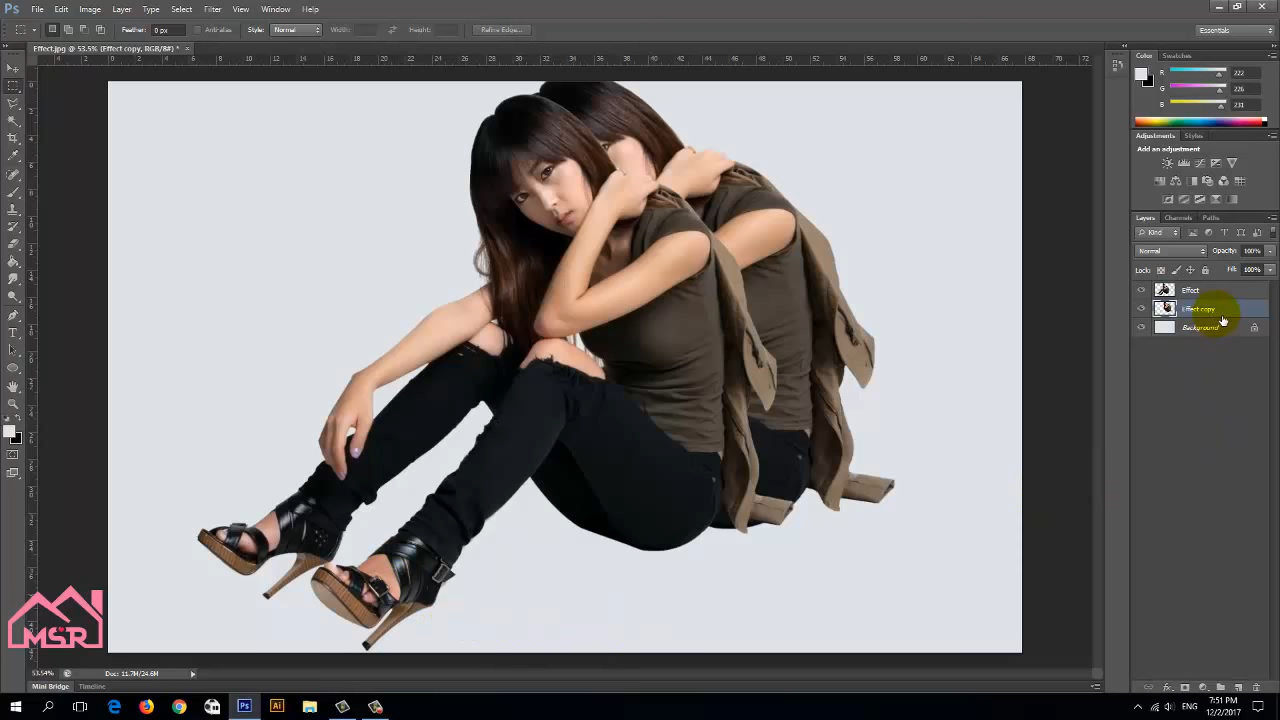 Ps File Edit Image Layer Type Select Filter View Window Help
Feather: 0 px Anti-alias Style: Normal Width: Height: Refine Edge... Essentials
Effect.jpg @ 53.5% (Effect copy, RGB/8#) * ×
Color Swatches
R 222
G 226
B 231
Adjustments Styles
Add an adjustment
Layers Channels Paths
Kind
Normal Opacity: 100%
Lock: Fill: 100%
Effect
Effect copy
Background
MSR
53.54% Doc: 11.7M/24.6M
Mini Bridge Timeline
Ps Ai
ENG
7:51 PM
12/2/2017